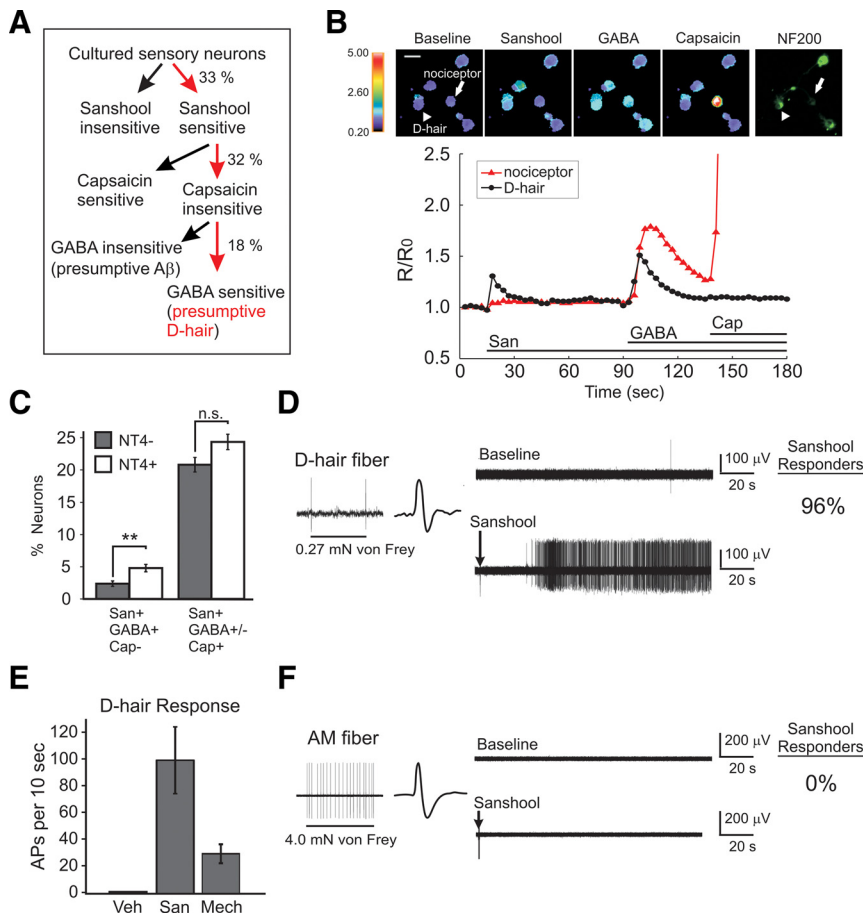 A
Cultured sensory neurons
33 %
Sanshool insensitive
Sanshool sensitive
32 %
Capsaicin sensitive
Capsaicin insensitive
18 %
GABA insensitive
(presumptive Aβ)
GABA sensitive
(presumptive
D-hair)
B
Baseline Sanshool GABA Capsaicin NF200
5.00
2.60
0.20
nociceptor
D-hair
nociceptor
D-hair
R/R0
2.5
2.0
1.5
1.0
0.5
San
GABA
Cap
0 30 60 90 120 150 180
Time (sec)
C
NT4-
NT4+
n.s.
**
% Neurons
25
20
15
10
5
0
San+
GABA+
Cap-
San+
GABA+/-
Cap+
D
D-hair fiber
0.27 mN von Frey
Baseline
100 μV
20 s
Sanshool
100 μV
20 s
Sanshool
Responders
96%
E
D-hair Response
APs per 10 sec
120
100
80
60
40
20
0
Veh San Mech
F
AM fiber
4.0 mN von Frey
Baseline
200 μV
20 s
Sanshool
200 μV
20 s
Sanshool
Responders
0%